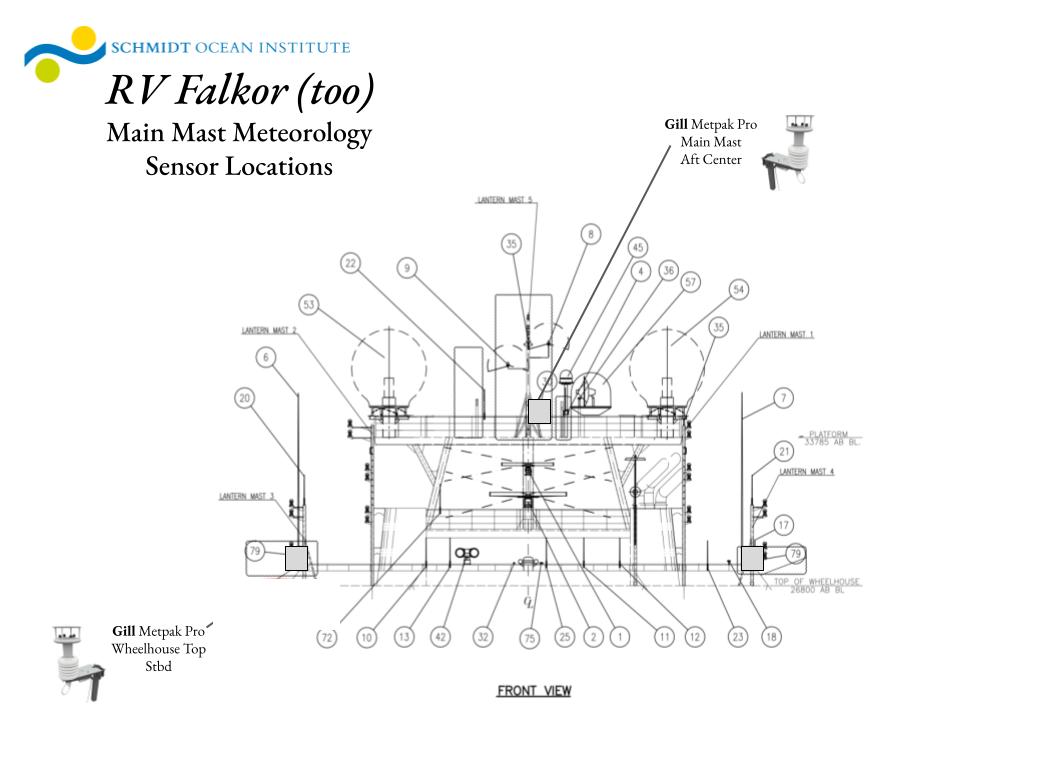 SCHMIDT OCEAN INSTITUTE
RV Falkor (too)
Main Mast Meteorology
Sensor Locations
Gill Metpak Pro
Main Mast
Aft Center
LANTERN MAST 5
35
8
45
22
9
4
36
57
54
53
35
LANTERN MAST 2
LANTERN MAST 1
6
20
7
PLATFORM
33785 AB BL.
21
LANTERN MAST 4
LANTERN MAST 3
17
79
79
TOP OF WHEELHOUSE
26800 AB BL
CL
72
10
13
42
32
75
25
2
1
11
12
23
18
Gill Metpak Pro
Wheelhouse Top
Stbd
FRONT VIEW